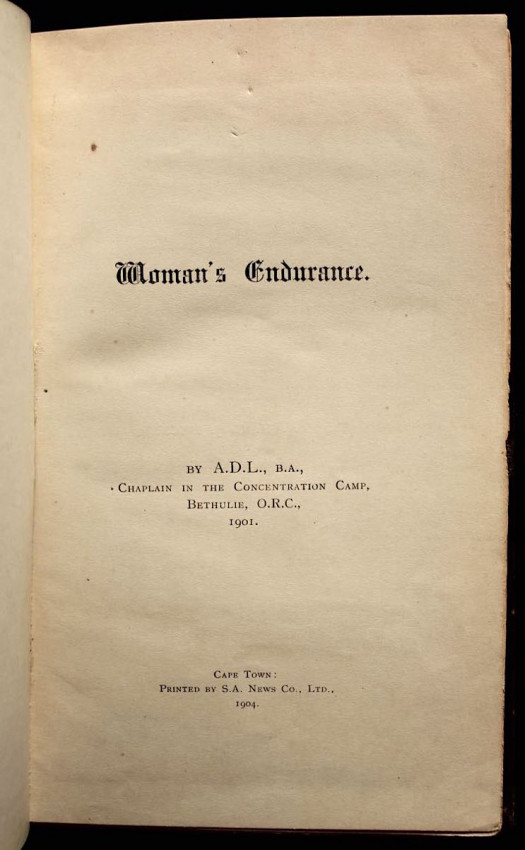 Woman's Endurance.
BY A.D.L., B.A.,
CHAPLAIN IN THE CONCENTRATION CAMP,
BETHULIE, O.R.C.,
1901.
CAPE TOWN:
PRINTED BY S.A. NEWS CO., LTD.,
1904.